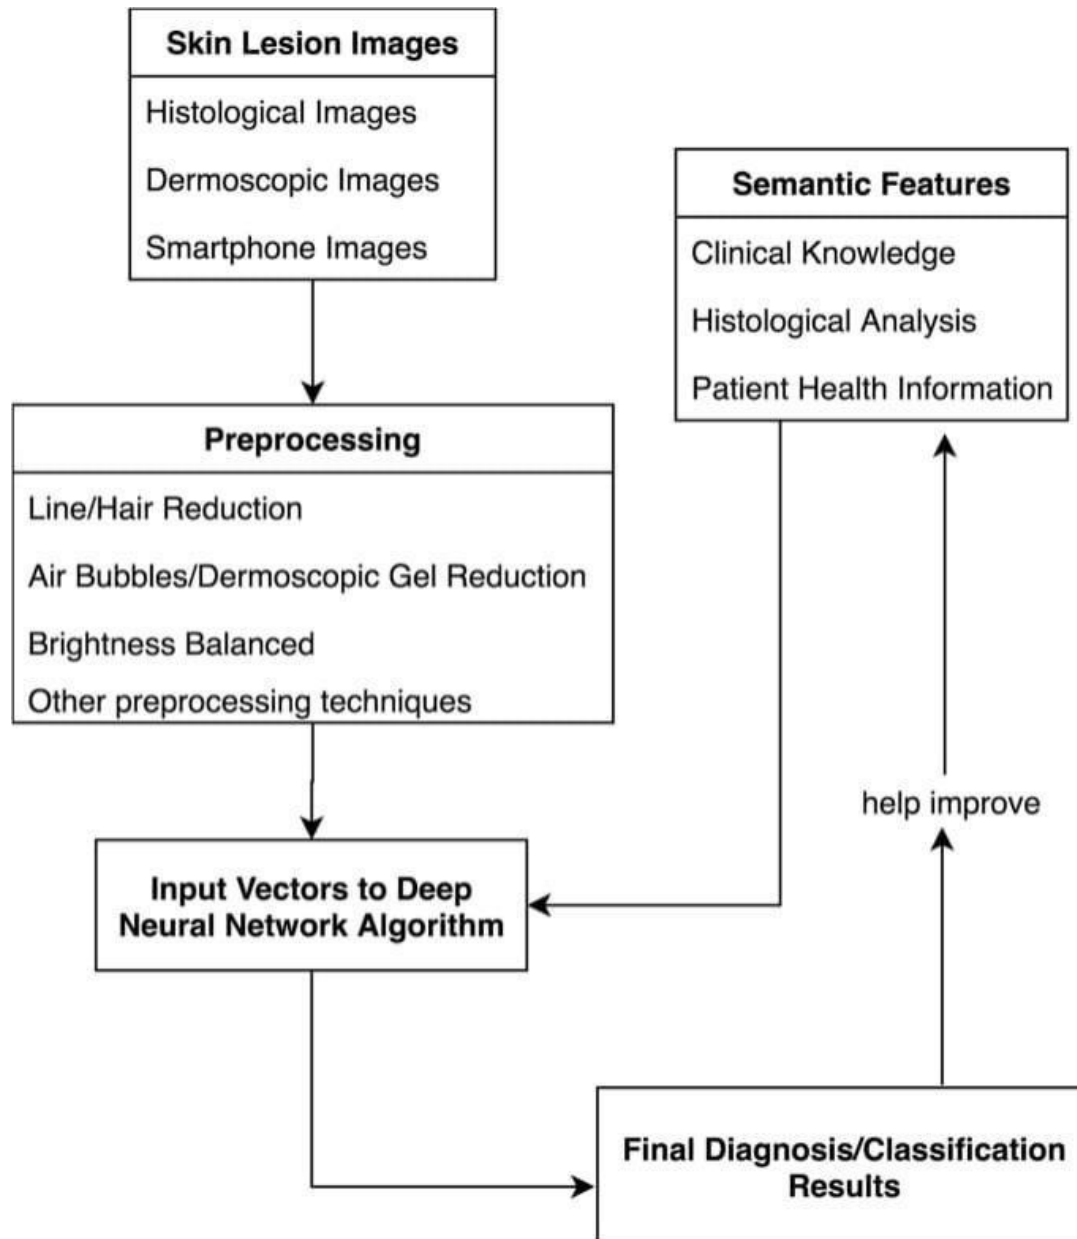 Skin Lesion Images
Histological Images
Dermoscopic Images
Smartphone Images
Semantic Features
Clinical Knowledge
Histological Analysis
Patient Health Information
Preprocessing
Line/Hair Reduction
Air Bubbles/Dermoscopic Gel Reduction
Brightness Balanced
Other preprocessing techniques
help improve
Input Vectors to Deep
Neural Network Algorithm
Final Diagnosis/Classification
Results